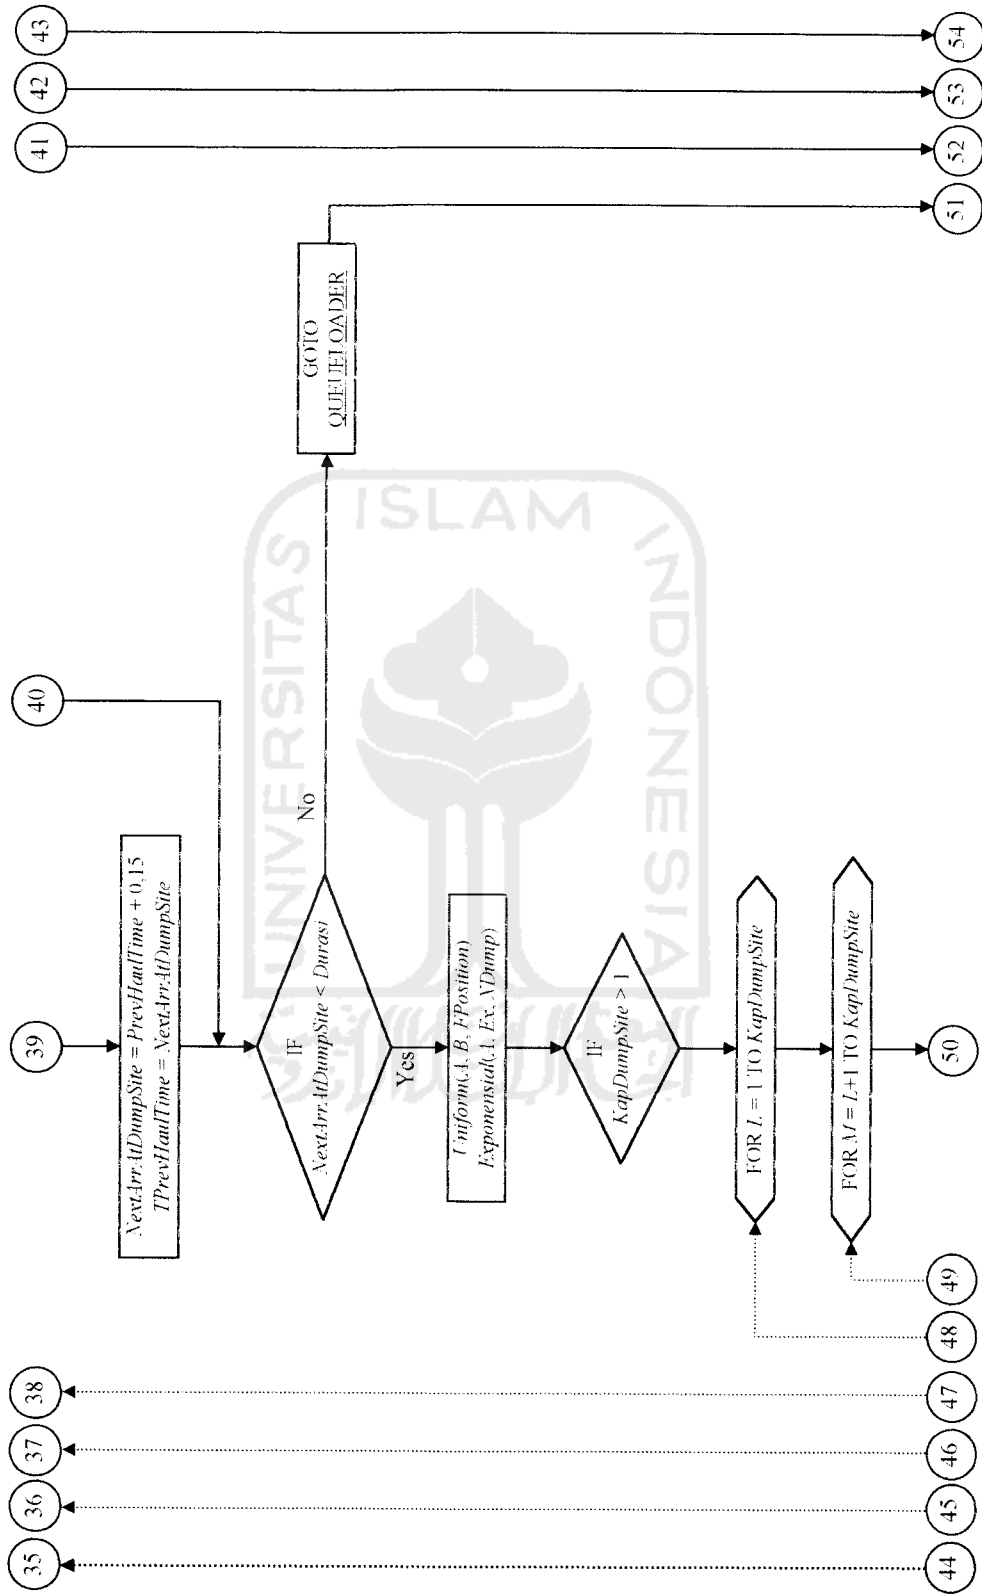 35
36
37
38
39
40
41
42
43
NextArrAtDumpSite = PrevHaulTime + 0,15
TPrevHaulTime = NextArrAtDumpSite
IF
NextArrAtDumpSite < Durasi
No
Yes
GOTO
QUEUELOADER
Uniform(A, B, FPosition)
Exponensial(A, Ex, NDump)
IF
KapDumpSite > 1
FOR L = 1 TO KapDumpSite
FOR M = L+1 TO KapDumpSite
44
45
46
47
48
49
50
51
52
53
54
UNIVERSITAS
ISLAM
INDONESIA